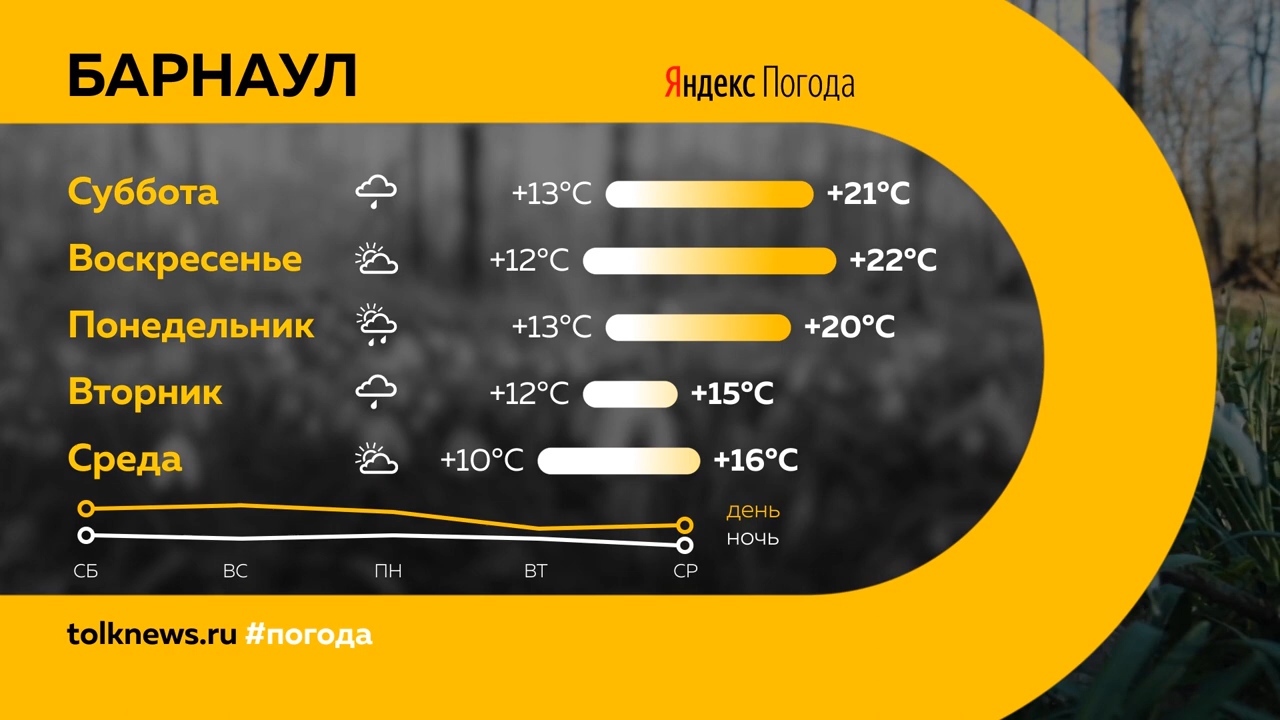 БАРНАУЛ
Яндекс Погода
Суббота +13°C +21°C
Воскресенье +12°C +22°C
Понедельник +13°C +20°C
Вторник +12°C +15°C
Среда +10°C +16°C
день
ночь
СБ ВС ПН ВТ СР
tolknews.ru #погода